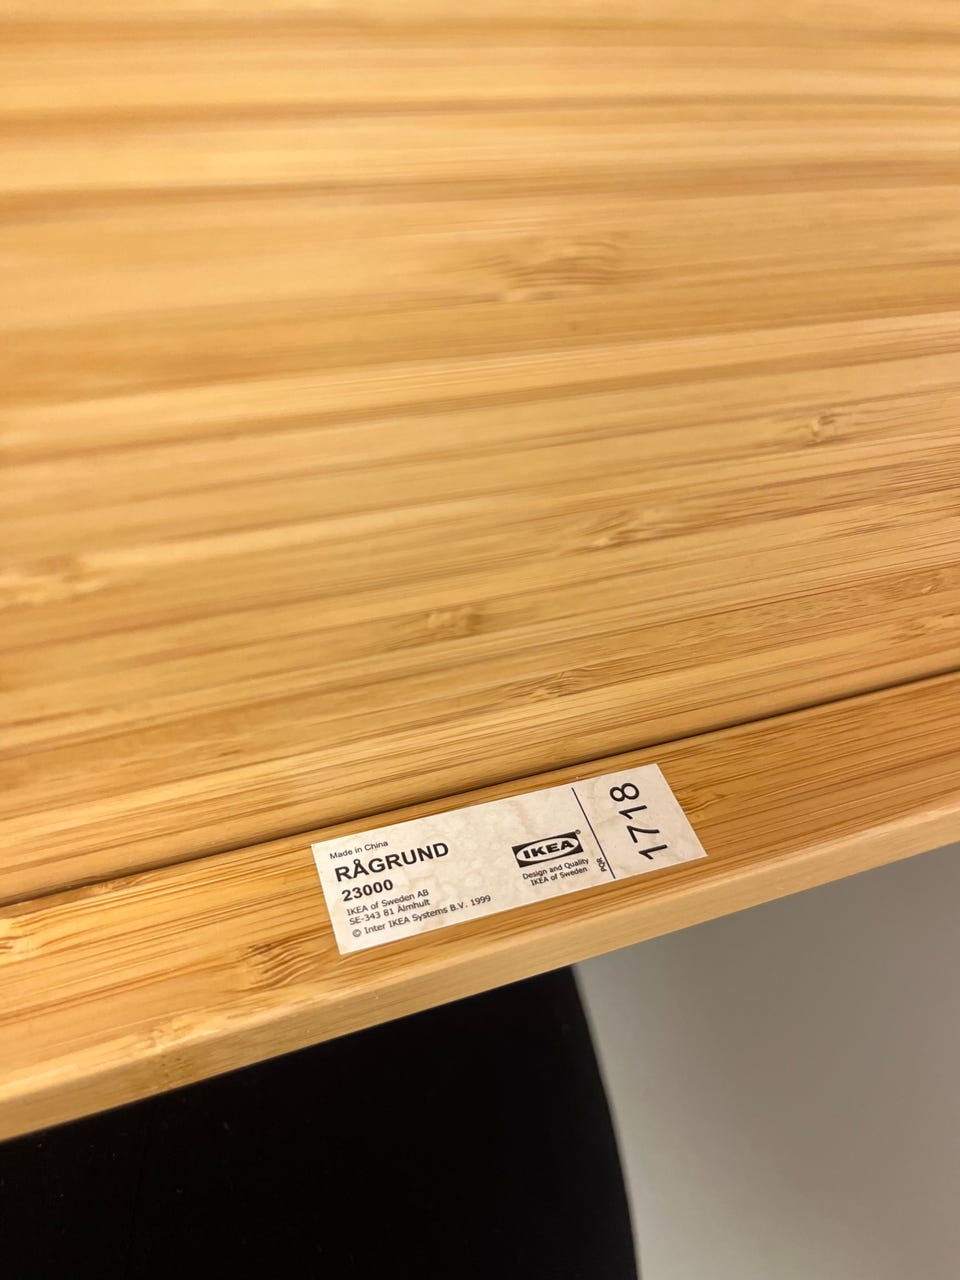 Made in China
RÅGRUND
23000
IKEA of Sweden AB
SE-343 81 Älmhult
© Inter IKEA Systems B.V. 1999
IKEA®
Design and Quality
IKEA of Sweden
PQR
1718